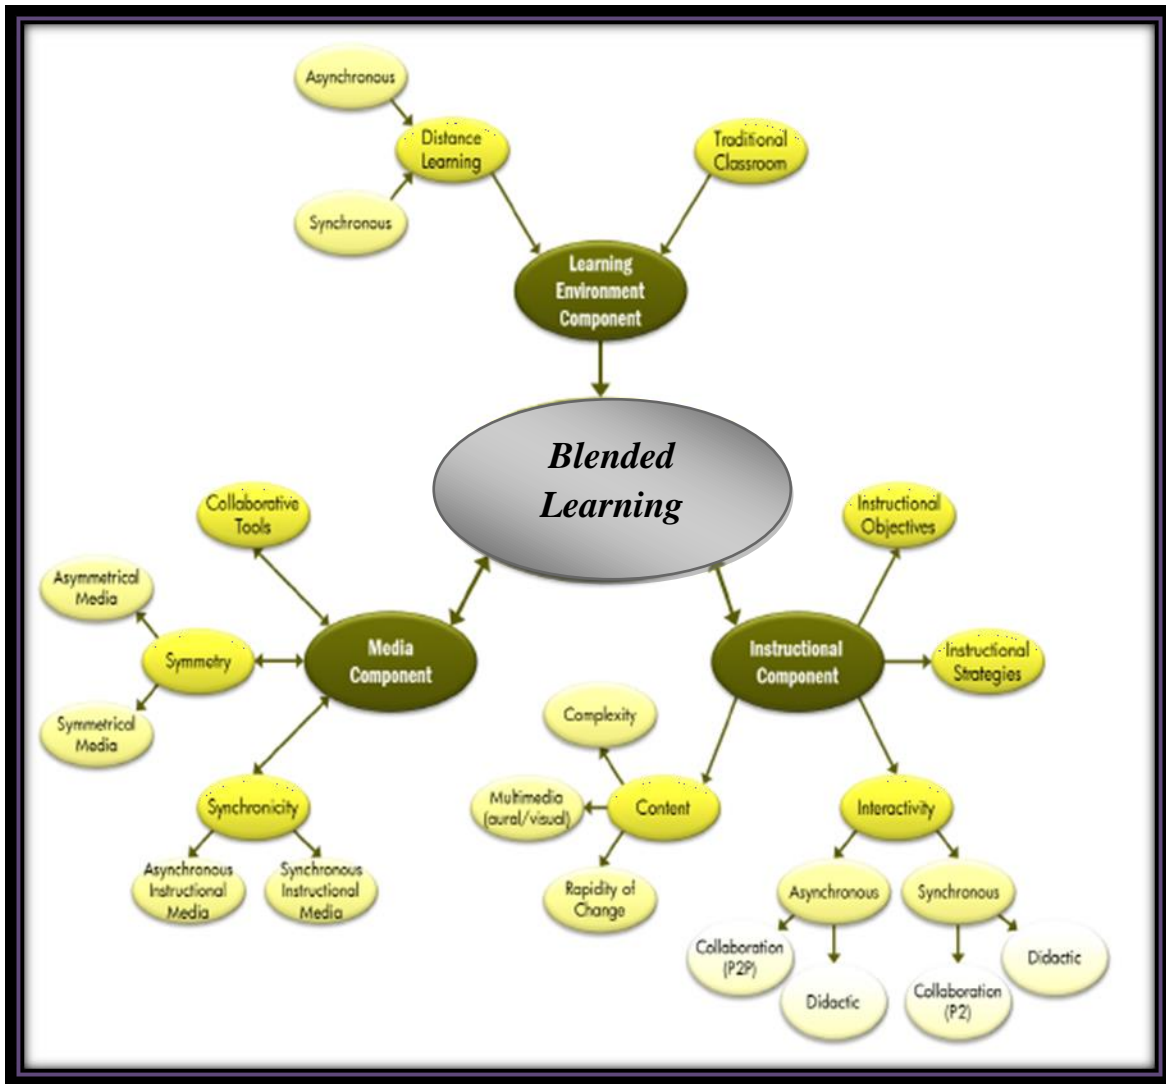 Asynchronous
Distance
Learning
Traditional
Classroom
Synchronous
Learning
Environment
Component
Blended
Learning
Collaborative
Tools
Instructional
Objectives
Asymmetrical
Media
Symmetry
Media
Component
Instructional
Component
Instructional
Strategies
Symmetrical
Media
Complexity
Synchronicity
Multimedia
(aural/visual)
Content
Interactivity
Asynchronous
Instructional
Media
Synchronous
Instructional
Media
Rapidity of
Change
Asynchronous
Synchronous
Collaboration
(P2P)
Didactic
Collaboration
(P2)
Didactic